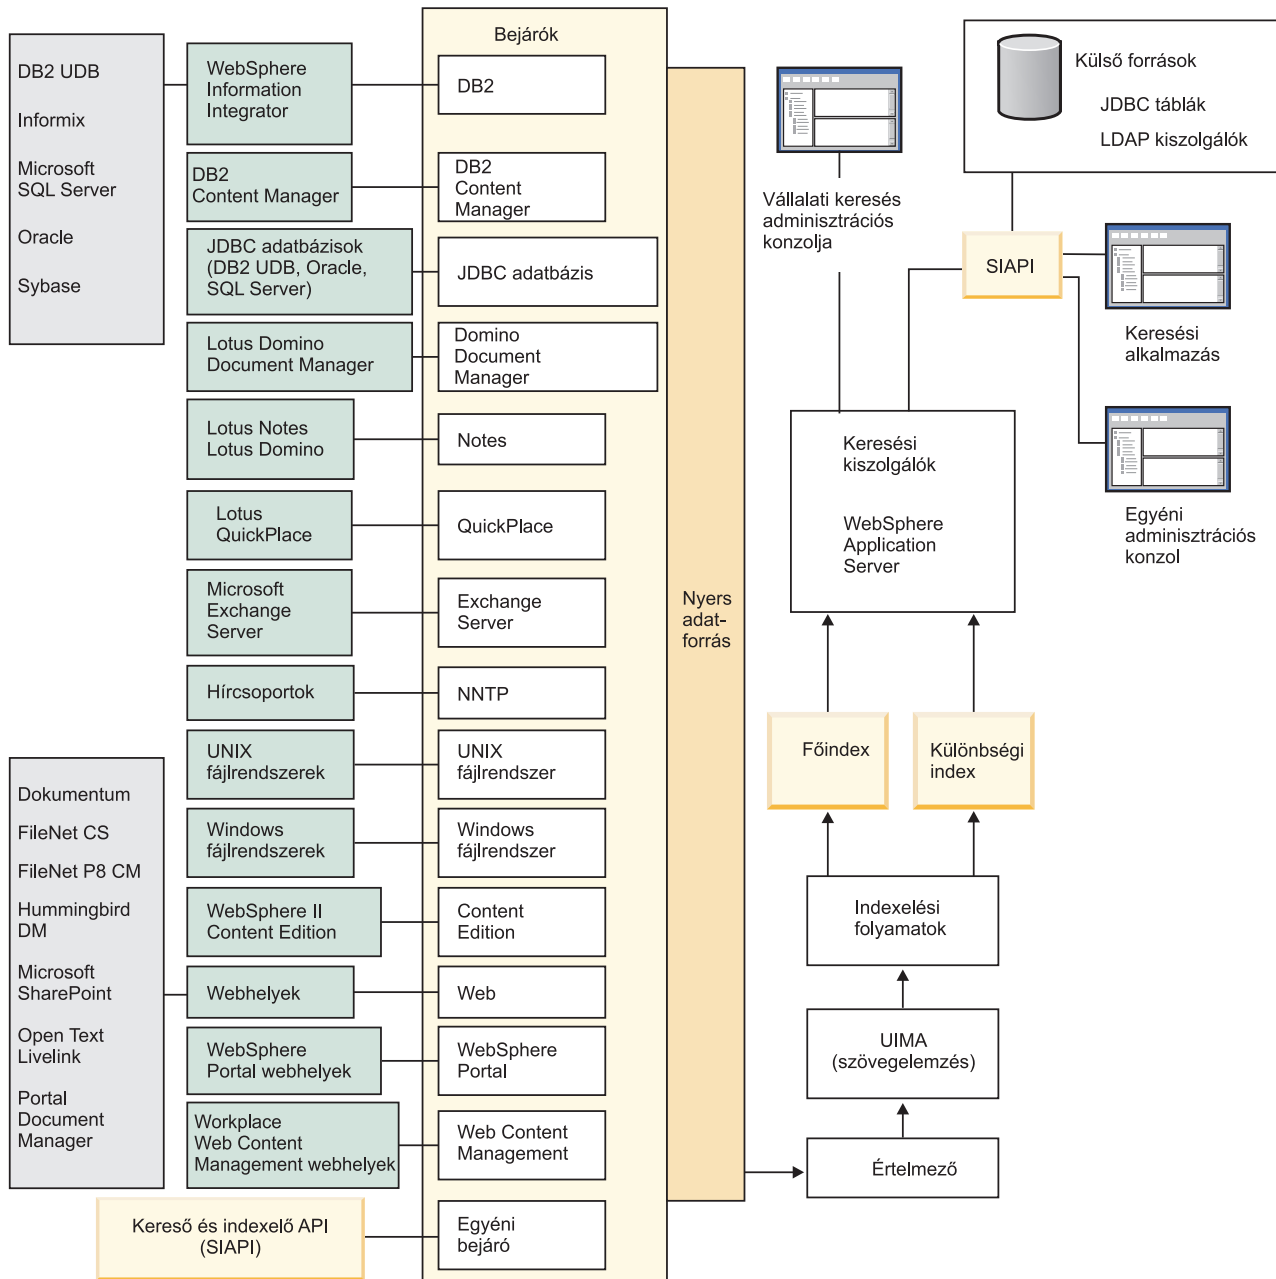 DB2 UDB
Informix
Microsoft
SQL Server
Oracle
Sybase
Dokumentum
FileNet CS
FileNet P8 CM
Hummingbird
DM
Microsoft
SharePoint
Open Text
Livelink
Portal
Document
Manager
WebSphere
Information
Integrator
DB2
Content Manager
JDBC adatbázisok
(DB2 UDB, Oracle,
SQL Server)
Lotus Domino
Document Manager
Lotus Notes
Lotus Domino
Lotus
QuickPlace
Microsoft
Exchange
Server
Hírcsoportok
UNIX
fájlrendszerek
Windows
fájlrendszerek
WebSphere II
Content Edition
Webhelyek
WebSphere
Portal webhelyek
Workplace
Web Content
Management webhelyek
Kereső és indexelő API
(SIAPI)
Bejárók
DB2
DB2
Content
Manager
JDBC adatbázis
Domino
Document
Manager
Notes
QuickPlace
Exchange
Server
NNTP
UNIX
fájlrendszer
Windows
fájlrendszer
Content
Edition
Web
WebSphere
Portal
Web Content
Management
Egyéni
bejáró
Nyers
adat-
forrás
Vállalati keresés
adminisztrációs
konzolja
Külső források
JDBC táblák
LDAP kiszolgálók
SIAPI
Keresési
alkalmazás
Egyéni
adminisztrációs
konzol
Keresési
kiszolgálók
WebSphere
Application
Server
Főindex
Különbségi
index
Indexelési
folyamatok
UIMA
(szövegelemzés)
Értelmező